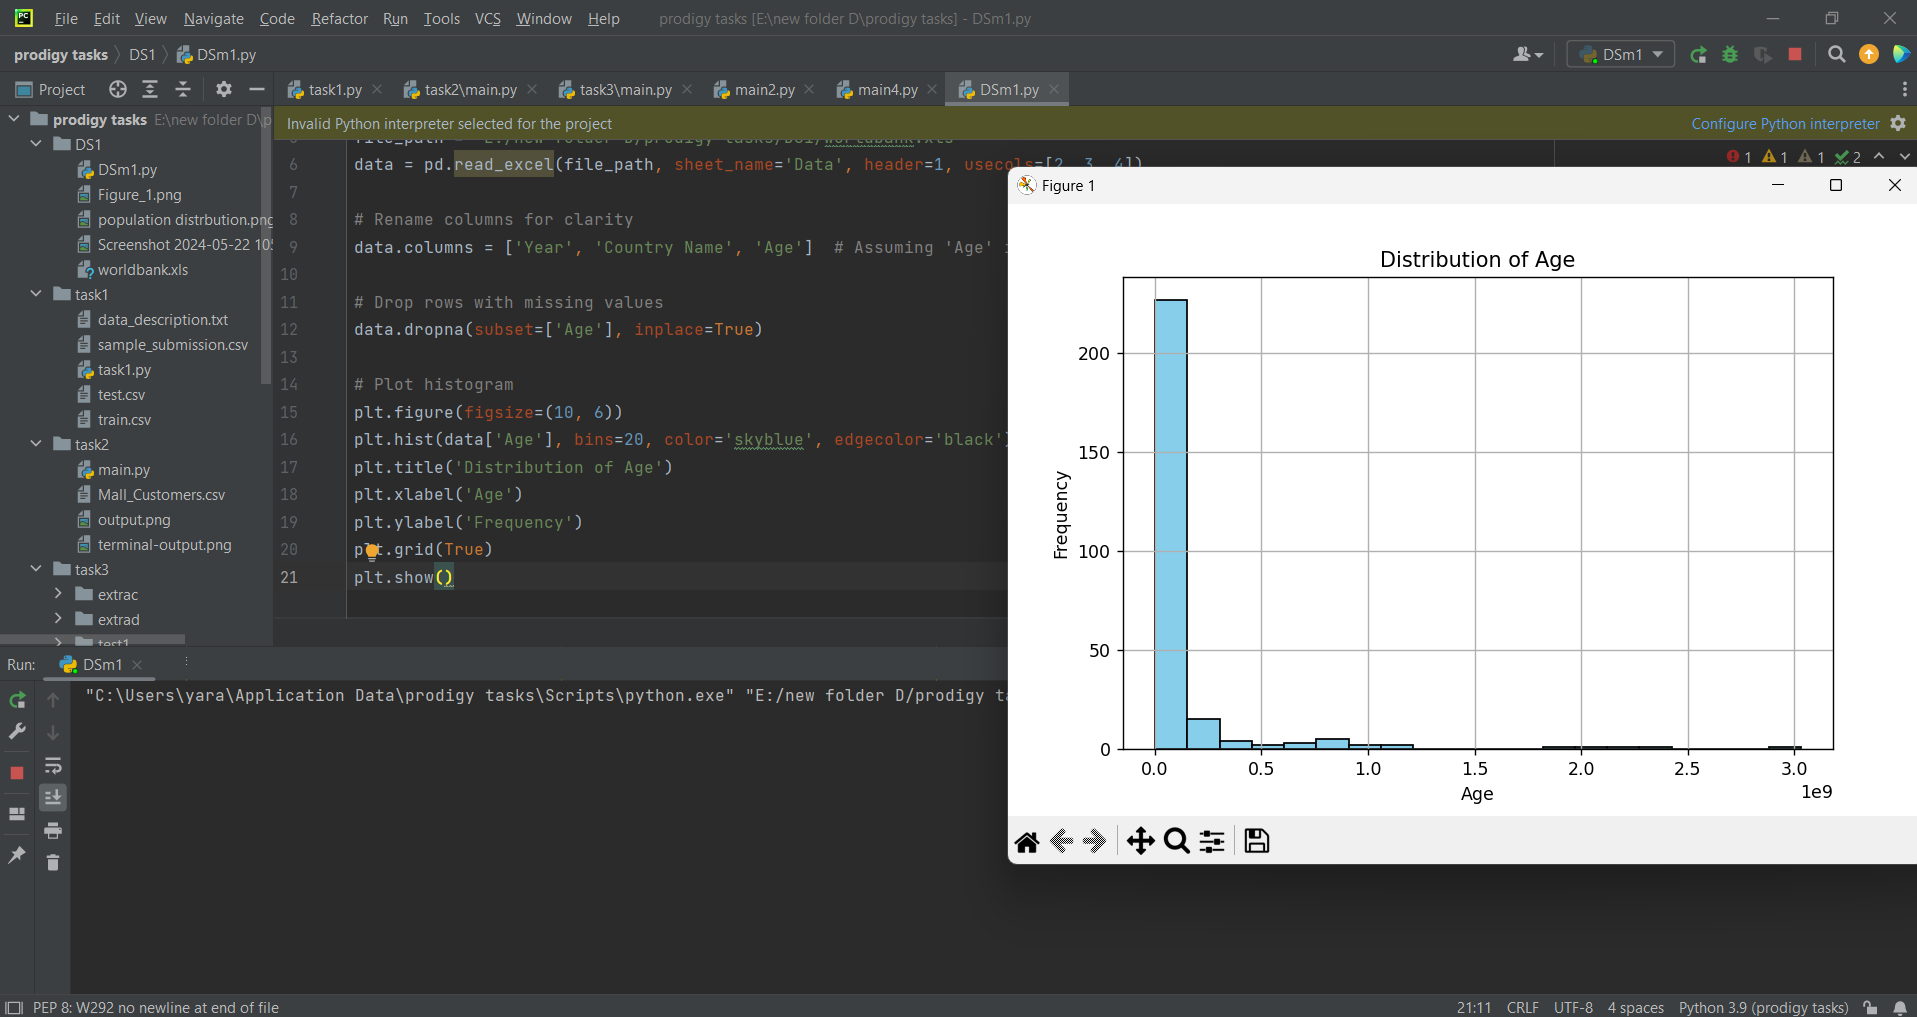 File Edit View Navigate Code Refactor Run Tools VCS Window Help prodigy tasks [E:\new folder D\prodigy tasks] - DSm1.py
prodigy tasks DS1 DSm1.py
DSm1
Project
task1.py task2\main.py task3\main.py main2.py main4.py DSm1.py
prodigy tasks E:\new folder D\p
DS1
DSm1.py
Figure_1.png
population distrbution.png
Screenshot 2024-05-22 10
worldbank.xls
task1
data_description.txt
sample_submission.csv
task1.py
test.csv
train.csv
task2
main.py
Mall_Customers.csv
output.png
terminal-output.png
task3
extrac
extrad
test1
Invalid Python interpreter selected for the project
Configure Python interpreter
1 1 1 2
6 data = pd.read_excel(file_path, sheet_name='Data', header=1, usecols=[2, 3, 4])
7
8 # Rename columns for clarity
9 data.columns = ['Year', 'Country Name', 'Age'] # Assuming 'Age'
10
11 # Drop rows with missing values
12 data.dropna(subset=['Age'], inplace=True)
13
14 # Plot histogram
15 plt.figure(figsize=(10, 6))
16 plt.hist(data['Age'], bins=20, color='skyblue', edgecolor='black')
17 plt.title('Distribution of Age')
18 plt.xlabel('Age')
19 plt.ylabel('Frequency')
20 plt.grid(True)
21 plt.show()
Figure 1
Distribution of Age
Frequency
200
150
100
50
0
0.0 0.5 1.0 1.5 2.0 2.5 3.0
1e9
Age
Run: DSm1
"C:\Users\yara\Application Data\prodigy tasks\Scripts\python.exe" "E:/new folder D/prodigy ta
PEP 8: W292 no newline at end of file
21:11 CRLF UTF-8 4 spaces Python 3.9 (prodigy tasks)